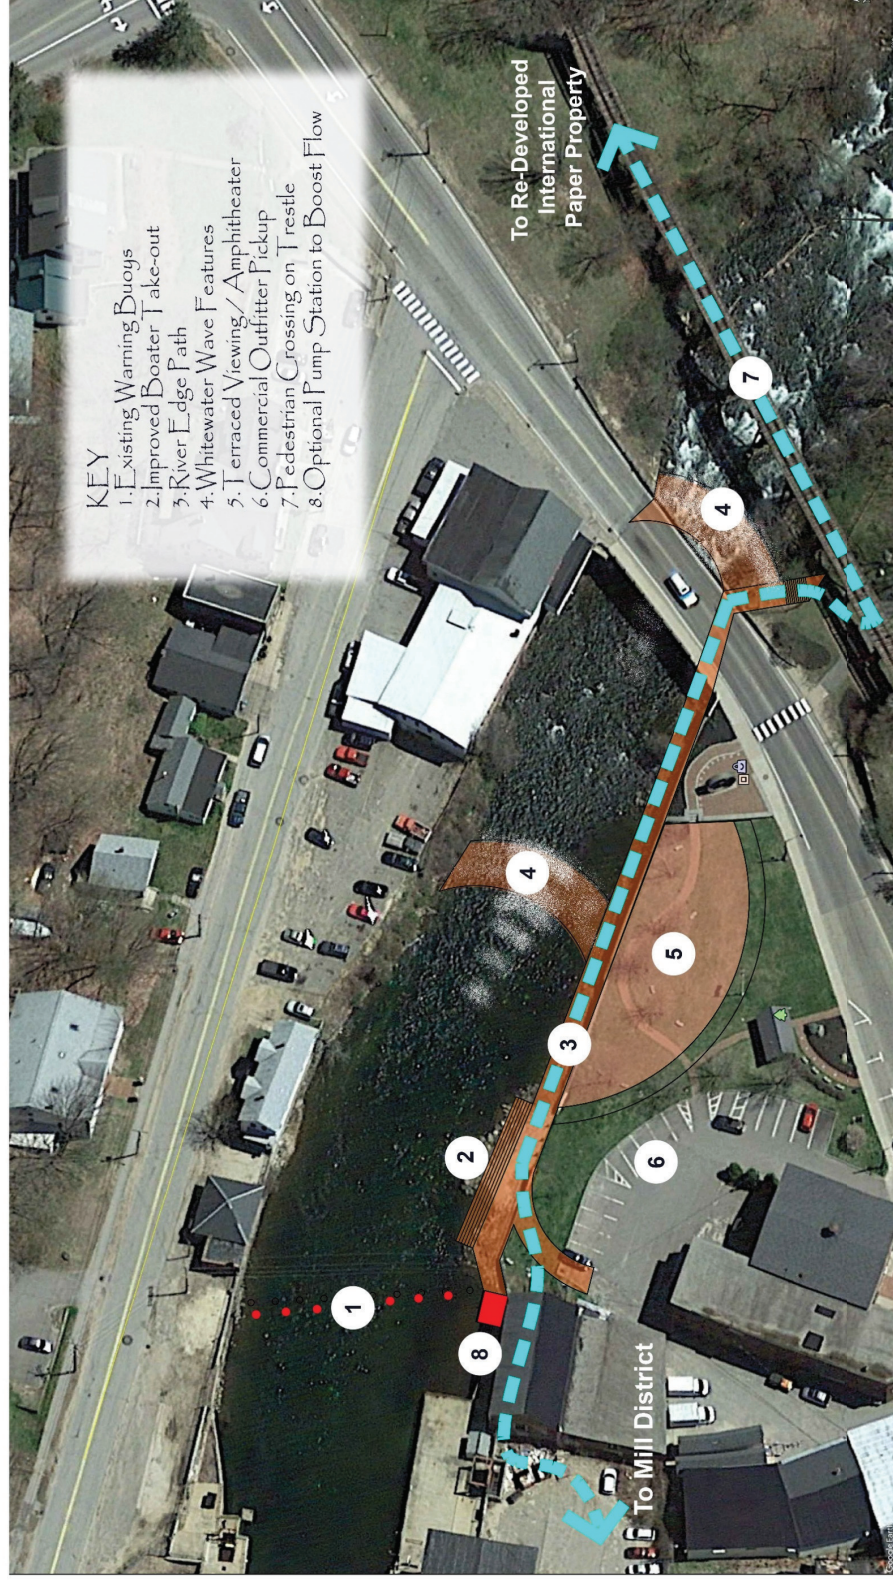 KEY
1.Existing Warning Buoys
2.Improved Boater Take-out
3.River Edge Path
4.Whitewater Wave Features
5.Terraced Viewing/Amphitheater
6.Commercial Outfitter Pickup
7.Pedestrian Crossing on Trestle
8.Optional Pump Station to Boost Flow
To Re-Developed
International
Paper Property
To Mill District
1
2
3
4
4
5
6
7
8
Google Earth